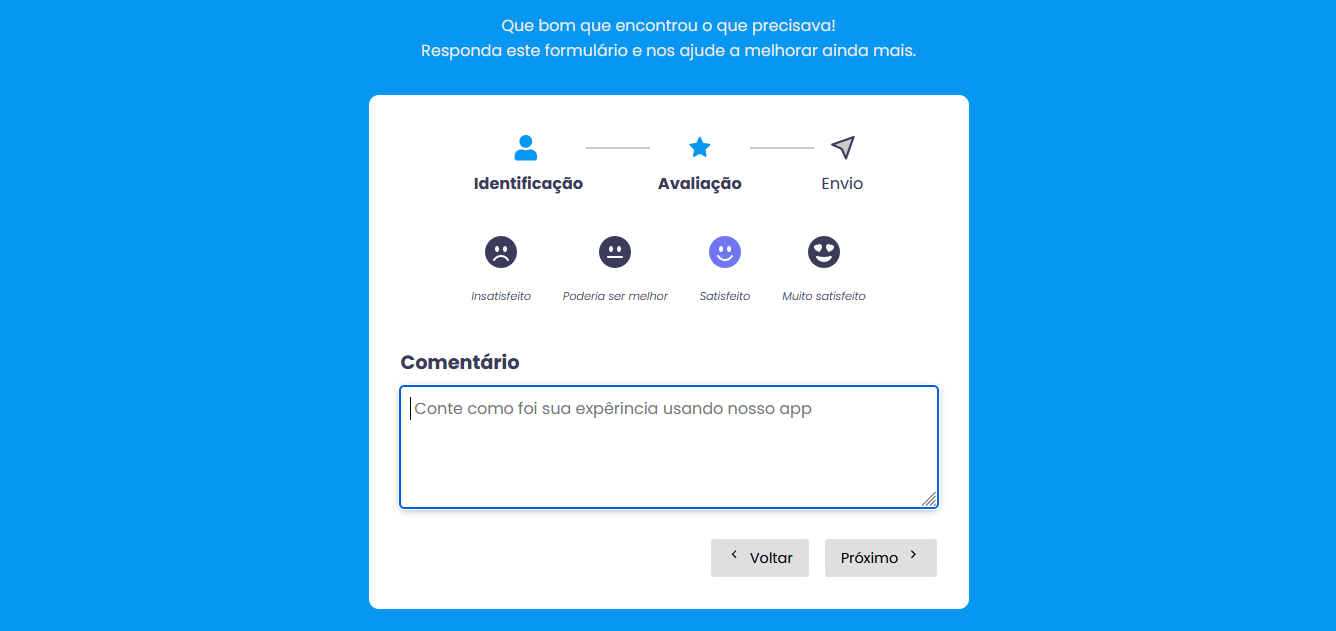 Que bom que encontrou o que precisava!
Responda este formulário e nos ajude a melhorar ainda mais.
Identificação
Avaliação
Envio
Insatisfeito
Poderia ser melhor
Satisfeito
Muito satisfeito
Comentário
Conte como foi sua expêrincia usando nosso app
Voltar
Próximo